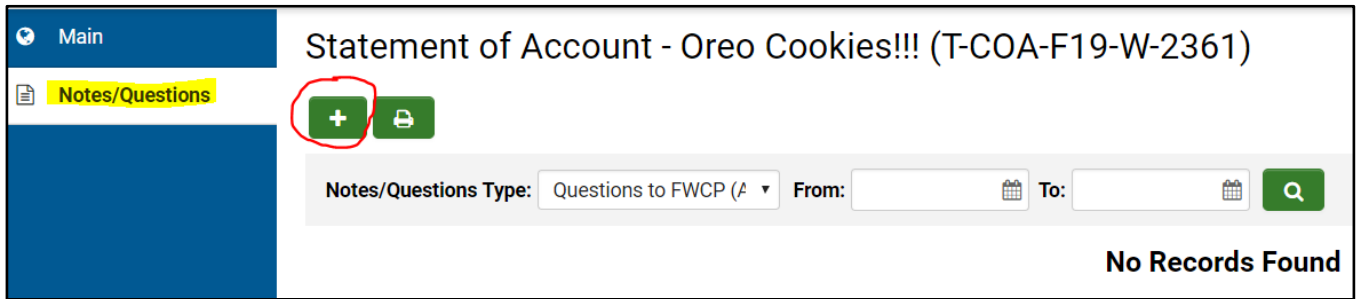 Main
Notes/Questions
Statement of Account - Oreo Cookies!!! (T-COA-F19-W-2361)
Notes/Questions Type: Questions to FWCP (A From: To:
No Records Found